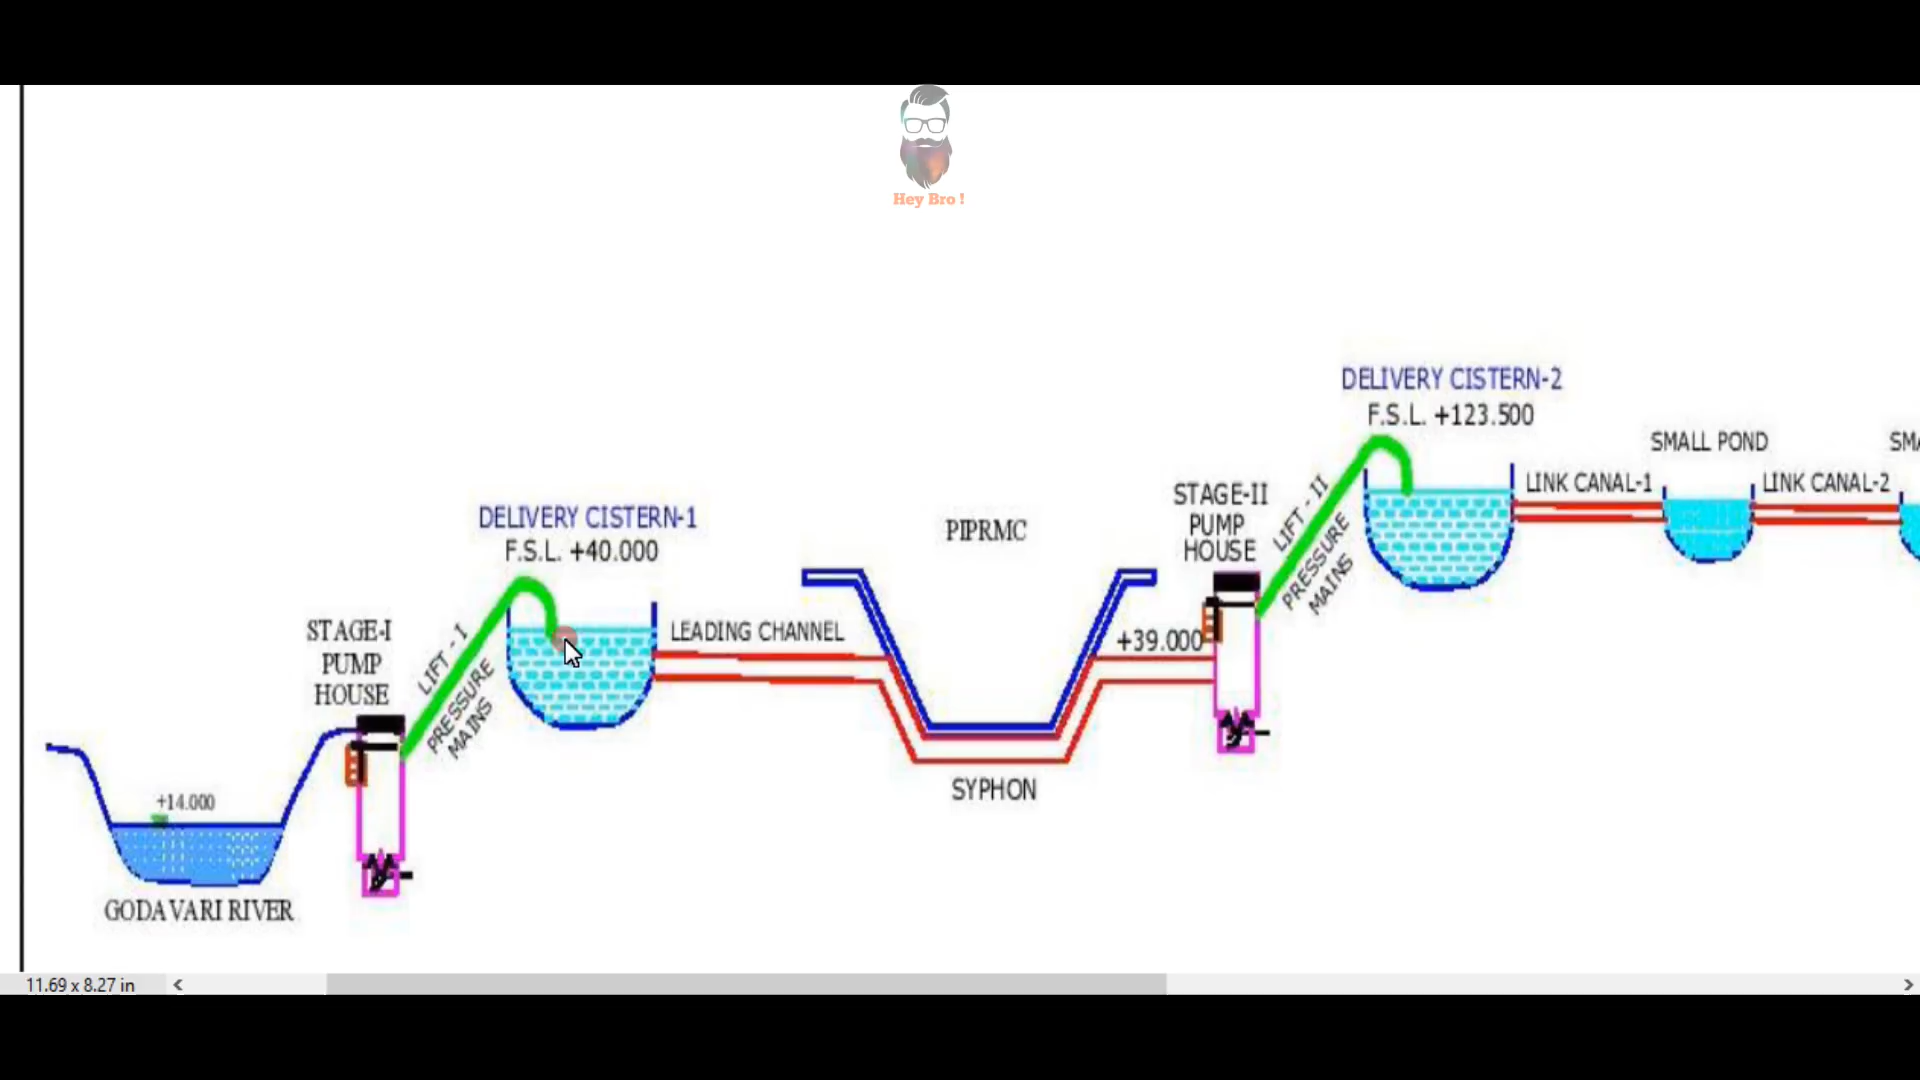 Hey Bro !
DELIVERY CISTERN-2
F.S.L. +123.500
SMALL POND
LINK CANAL-1
LINK CANAL-2
STAGE-II
PUMP
HOUSE
LIFT - II
PRESSURE
MAINS
DELIVERY CISTERN-1
F.S.L. +40.000
PIPRMC
LEADING CHANNEL
+39.000
STAGE-I
PUMP
HOUSE
LIFT - I
PRESSURE
MAINS
SYPHON
+14.000
GODAVARI RIVER
11.69 x 8.27 in